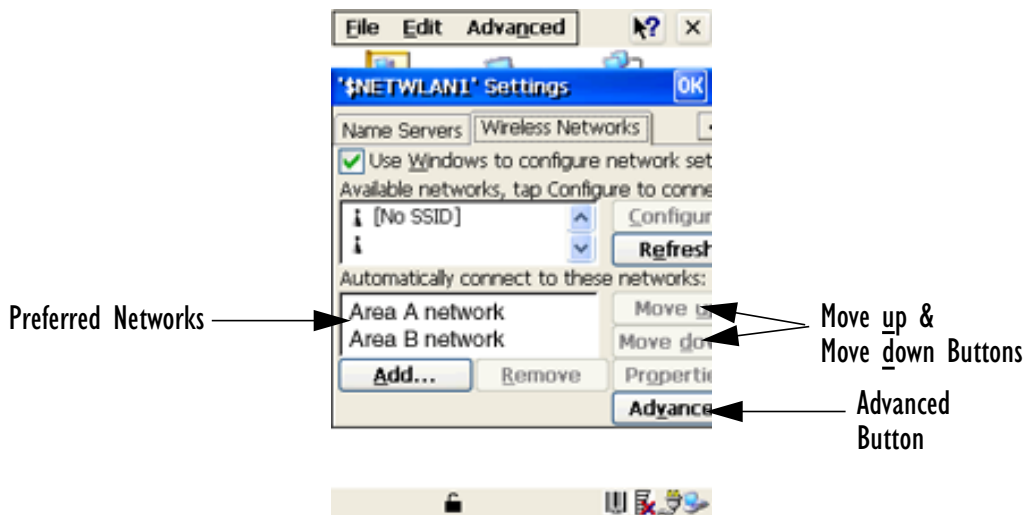 File Edit Advanced ? ×
'$NETWLAN1' Settings OK
Name Servers Wireless Networks
Use Windows to configure network set
Available networks, tap Configure to conne
[No SSID]
Configur
Refresh
Automatically connect to these networks:
Preferred Networks
Area A network
Area B network
Move u
Move dov
Move up &
Move down Buttons
Add... Remove Propertie
Advance
Advanced
Button